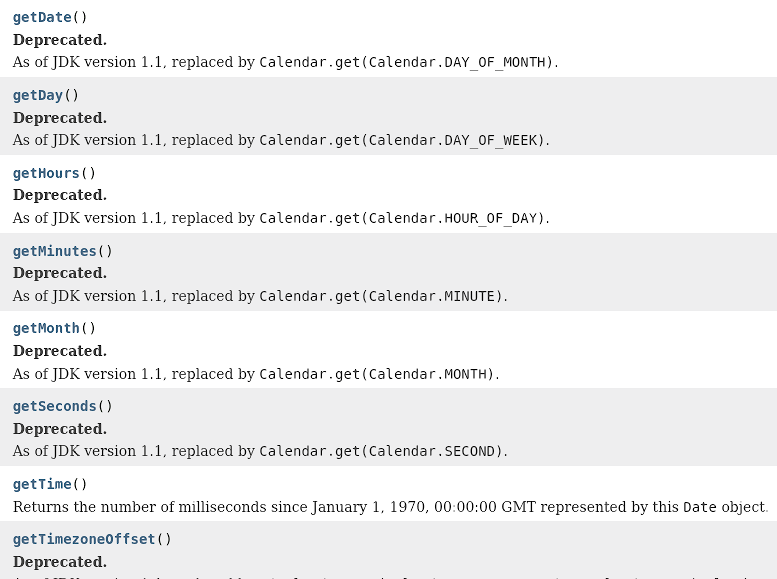 getDate()
Deprecated.
As of JDK version 1.1, replaced by Calendar.get(Calendar.DAY_OF_MONTH).
getDay()
Deprecated.
As of JDK version 1.1, replaced by Calendar.get(Calendar.DAY_OF_WEEK).
getHours()
Deprecated.
As of JDK version 1.1, replaced by Calendar.get(Calendar.HOUR_OF_DAY).
getMinutes()
Deprecated.
As of JDK version 1.1, replaced by Calendar.get(Calendar.MINUTE).
getMonth()
Deprecated.
As of JDK version 1.1, replaced by Calendar.get(Calendar.MONTH).
getSeconds()
Deprecated.
As of JDK version 1.1, replaced by Calendar.get(Calendar.SECOND).
getTime()
Returns the number of milliseconds since January 1, 1970, 00:00:00 GMT represented by this Date object.
getTimezoneOffset()
Deprecated.